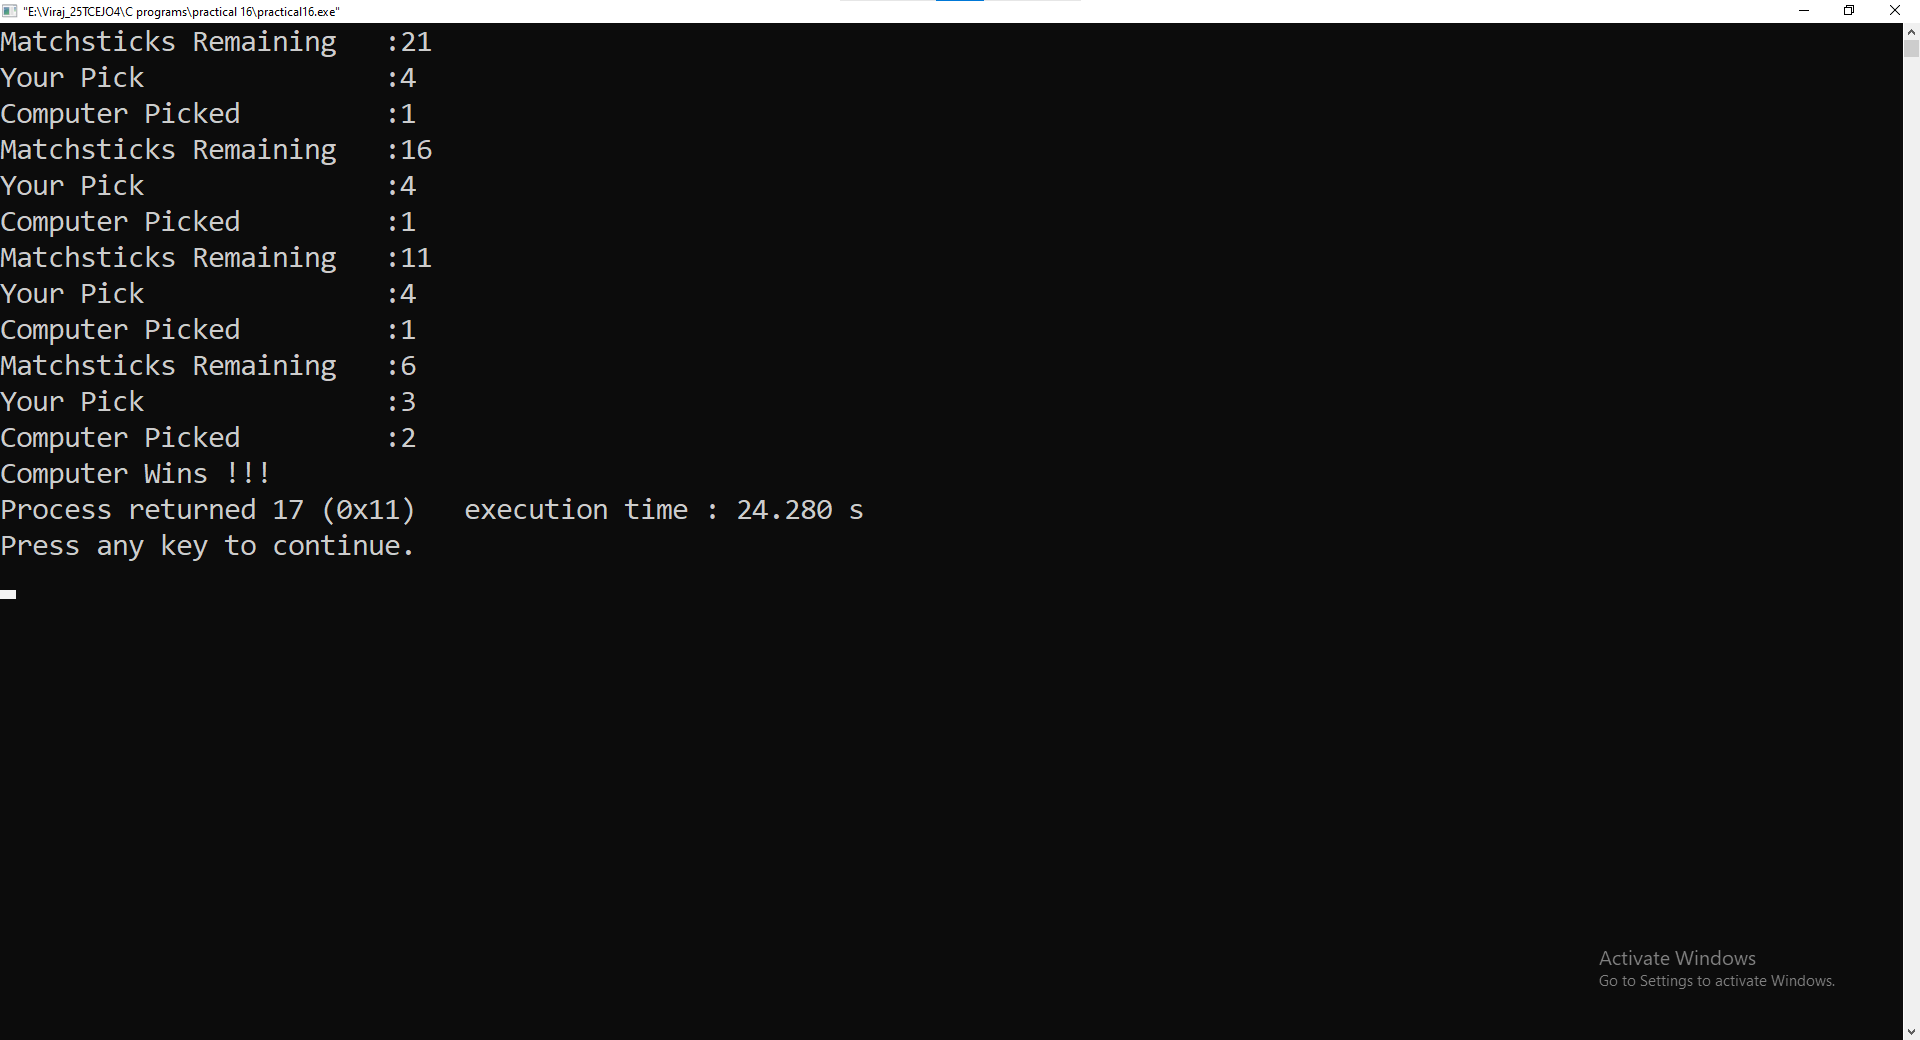 "E:\Viraj_25TCEJO4\C programs\practical 16\practical16.exe"
Matchsticks Remaining   :21
Your Pick               :4
Computer Picked         :1
Matchsticks Remaining   :16
Your Pick               :4
Computer Picked         :1
Matchsticks Remaining   :11
Your Pick               :4
Computer Picked         :1
Matchsticks Remaining   :6
Your Pick               :3
Computer Picked         :2
Computer Wins !!!
Process returned 17 (0x11)   execution time : 24.280 s
Press any key to continue.
Activate Windows
Go to Settings to activate Windows.